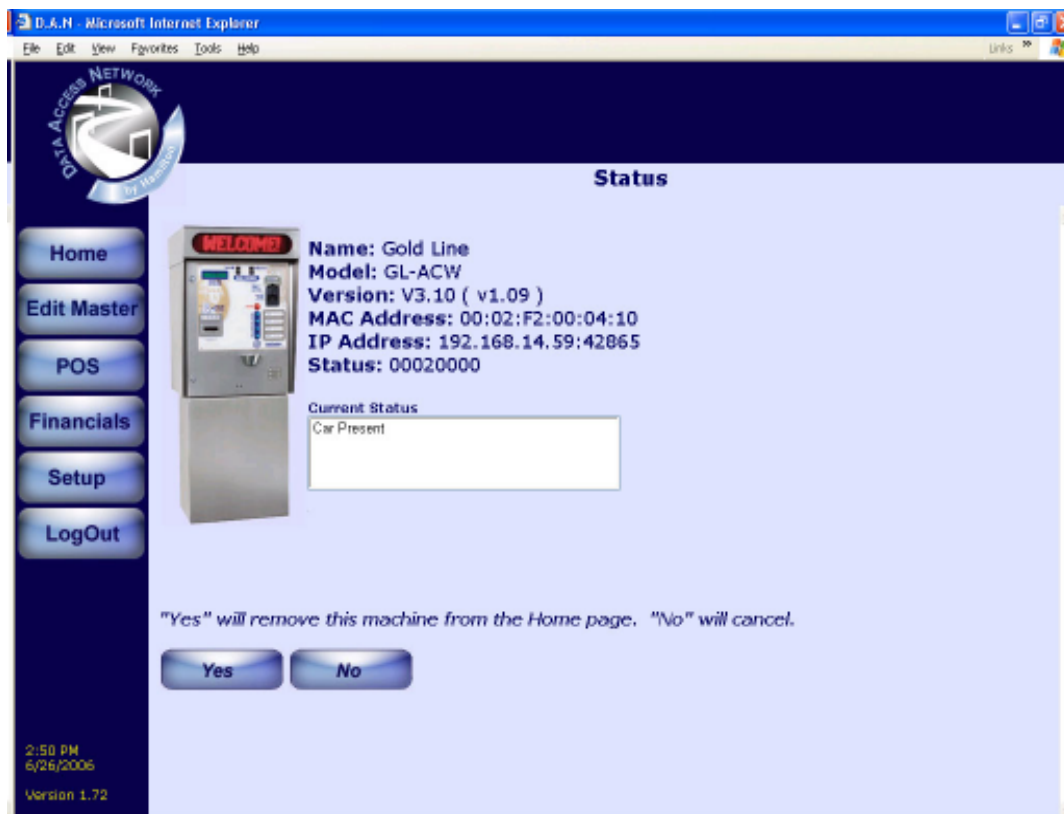 D.A.N - Microsoft Internet Explorer
File Edit View Favorites Tools Help
Links »
DATA ACCESS NETWORK
by Hamilton
Status
Home
Edit Master
POS
Financials
Setup
LogOut
WELCOME!
Name: Gold Line
Model: GL-ACW
Version: V3.10 ( v1.09 )
MAC Address: 00:02:F2:00:04:10
IP Address: 192.168.14.59:42865
Status: 00020000
Current Status
Car Present
"Yes" will remove this machine from the Home page. "No" will cancel.
Yes No
2:50 PM
6/26/2006
Version 1.72